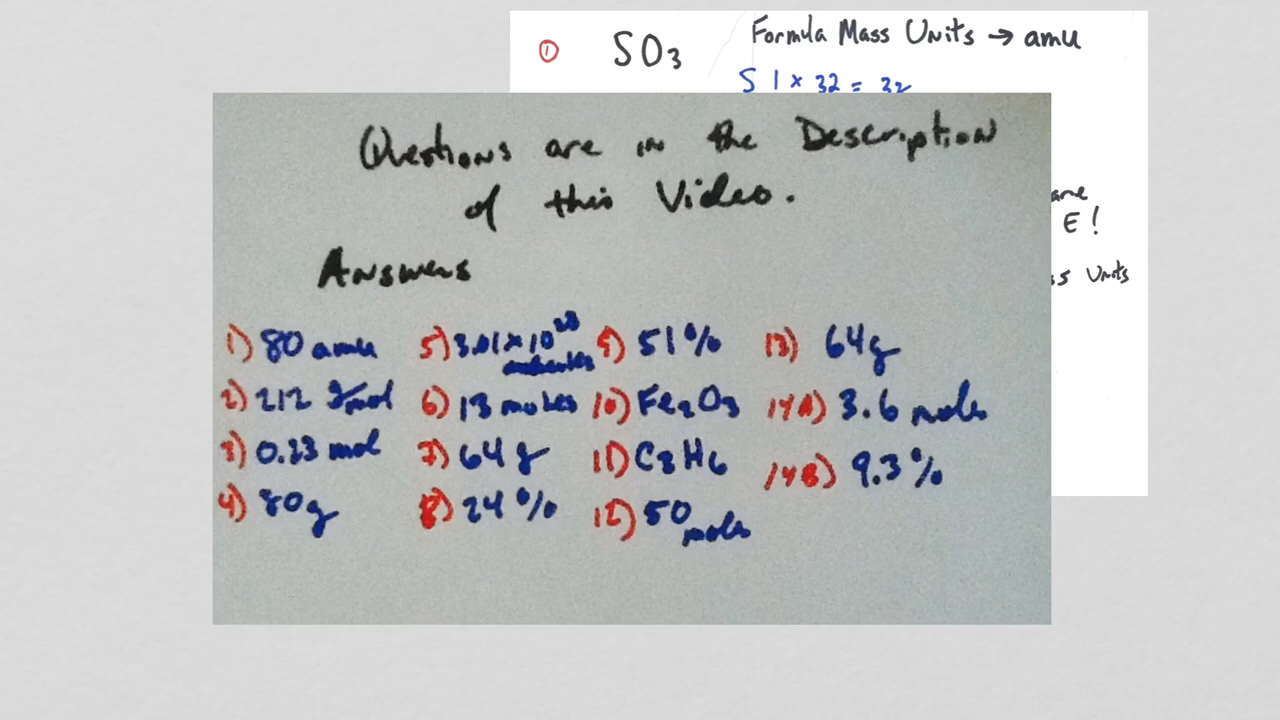 ① SO₃ Formula Mass Units → amu
S 1 × 32 = 32
Questions are in the Description
of this Video.
Answers
1) 80 amu 5) 3.01 × 10²³ molecules 9) 51% 13) 64g
2) 212 g/mol 6) 13 moles 10) Fe₂O₃ 14A) 3.6 moles
3) 0.33 mol 7) 64 g 11) C₃H₆ 14B) 9.3%
4) 80g 8) 24% 12) 50 moles
E!
Units